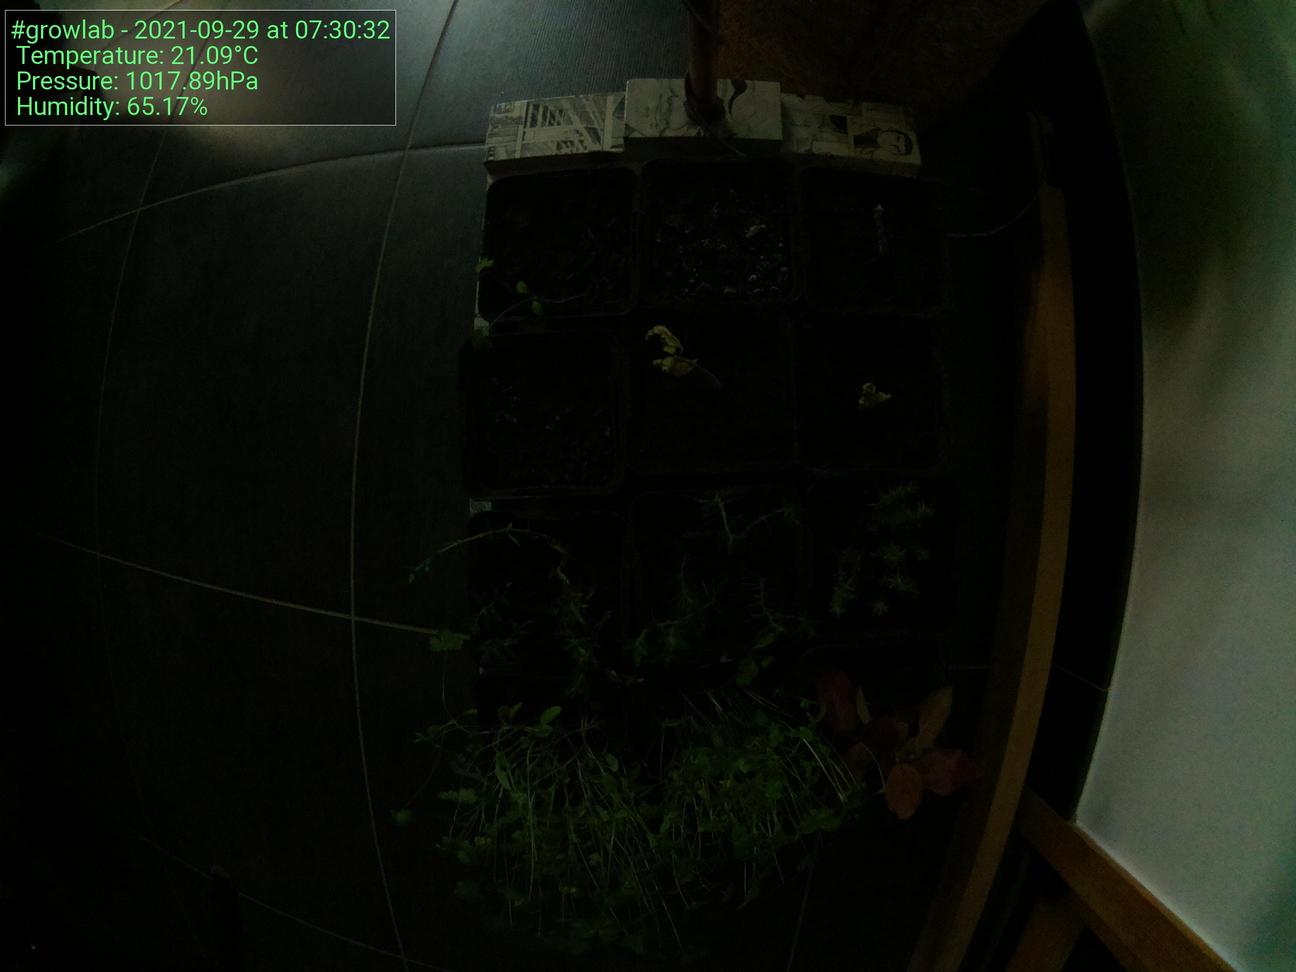 #growlab - 2021-09-29 at 07:30:32
Temperature: 21.09°C
Pressure: 1017.89hPa
Humidity: 65.17%